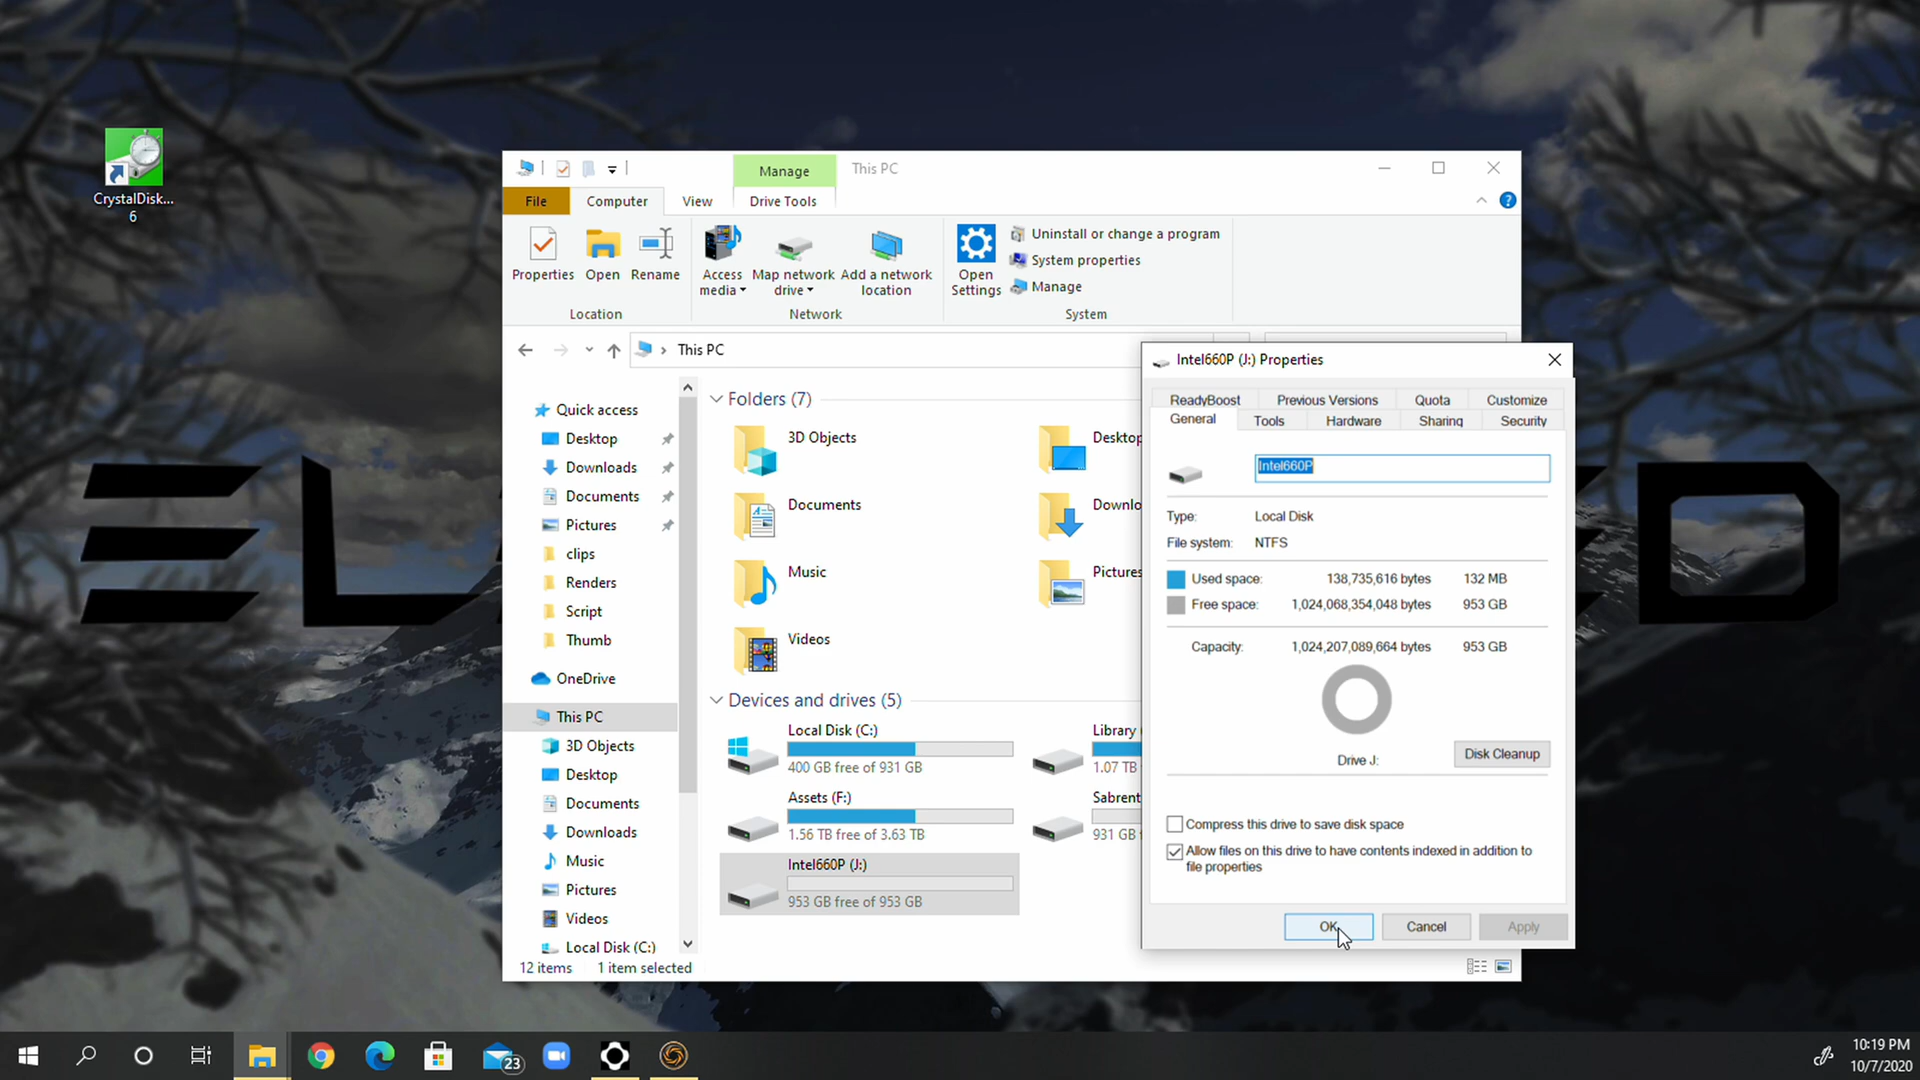 CrystalDisk...
6
Manage
This PC
File
Computer
View
Drive Tools
Properties
Open
Rename
Access
media
Map network
drive
Add a network
location
Open
Settings
Uninstall or change a program
System properties
Manage
Location
Network
System
This PC
Quick access
Desktop
Downloads
Documents
Pictures
clips
Renders
Script
Thumb
OneDrive
This PC
3D Objects
Desktop
Documents
Downloads
Music
Pictures
Videos
Local Disk (C:)
Folders (7)
3D Objects
Desktop
Documents
Downlo
Music
Pictures
Videos
Devices and drives (5)
Local Disk (C:)
400 GB free of 931 GB
Library
1.07 TB
Assets (F:)
1.56 TB free of 3.63 TB
Sabrent
931 GB
Intel660P (J:)
953 GB free of 953 GB
12 items
1 item selected
Intel660P (J:) Properties
ReadyBoost
Previous Versions
Quota
Customize
General
Tools
Hardware
Sharing
Security
Intel660P
Type: Local Disk
File system: NTFS
Used space: 138,735,616 bytes 132 MB
Free space: 1,024,068,354,048 bytes 953 GB
Capacity: 1,024,207,089,664 bytes 953 GB
Drive J:
Disk Cleanup
Compress this drive to save disk space
Allow files on this drive to have contents indexed in addition to
file properties
OK
Cancel
Apply
23
10:19 PM
10/7/2020